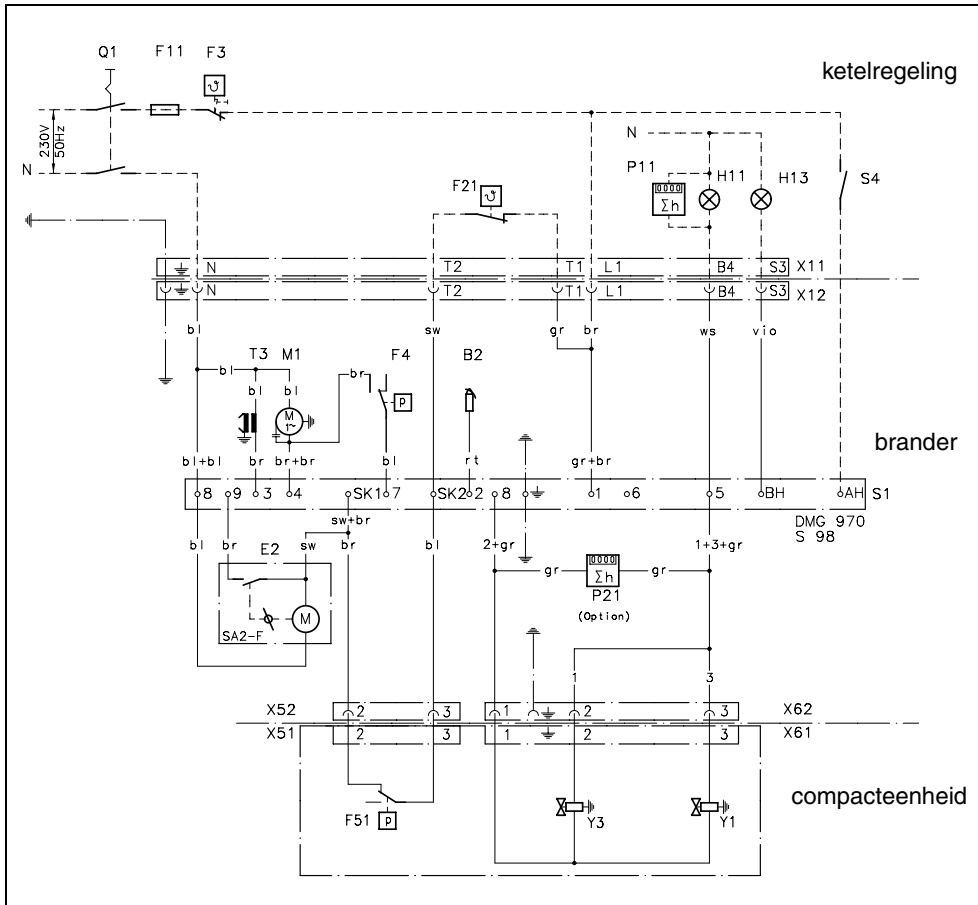 Q1 F11 F3
ketelregeling
230V
50Hz
N
N
P11 H11 H13 S4
0000
Σh
F21
ϑ
ϑ
N T2 T1 L1 B4 S3 X11
T2 T1 L1 B4 S3 X12
N
bl sw gr br ws vio
T3 M1 F4 B2
bl br
bl bl
M
1~
P
brander
bl+bl br br+br bl rt gr+br
8 9 3 4 SK1 7 SK2 2 8 1 6 5 BH AH S1
sw+br
DMG 970
S 98
bl br sw br bl 2+gr 1+3+gr
E2
0000
gr Σh gr
P21
(Option)
M
SA2-F
1 3
X52 2 3 1 2 3 X62
X51 2 3 1 2 3 X61
compacteenheid
F51 P
Y3 Y1